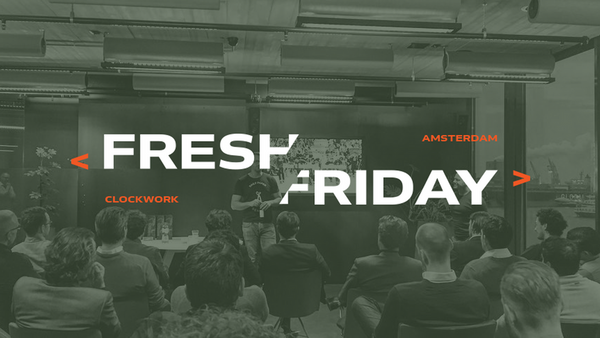 AMSTERDAM
< FRESH
FRIDAY >
CLOCKWORK